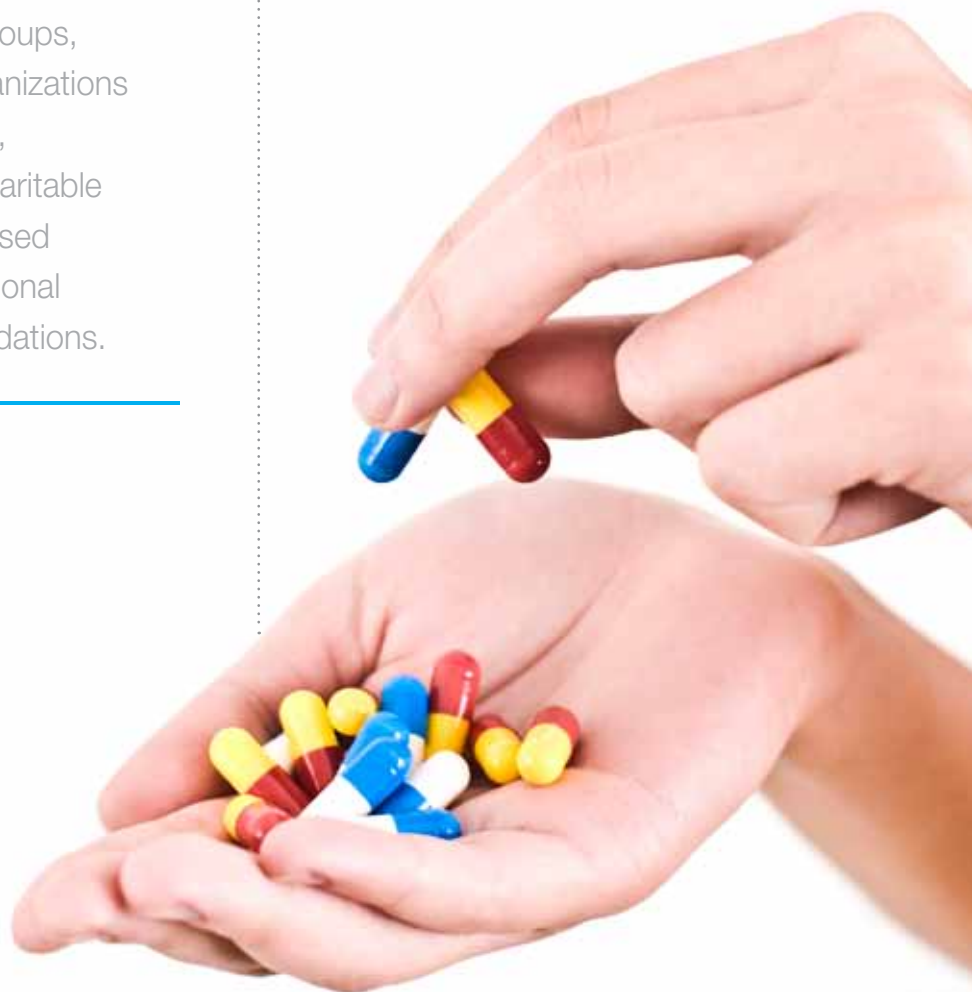 oups,
anizations
,
aritable
sed
onal
dations.